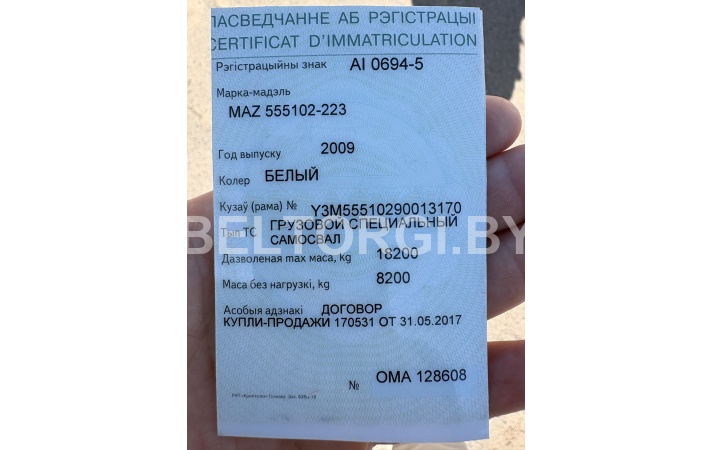 ПАСВЕДЧАННЕ АБ РЭГІСТРАЦЫІ
CERTIFICAT D'IMMATRICULATION
Рэгістрацыйны знак AI 0694-5
Марка-мадэль
MAZ 555102-223
Год выпуску 2009
Колер БЕЛЫЙ
Кузаў (рама) № Y3M55510290013170
Тып ТС ГРУЗОВОЙ СПЕЦИАЛЬНЫЙ
САМОСВАЛ
BELTORGI.BY
Дазволеная max маса, kg 18200
Маса без нагрузкі, kg 8200
Асобыя адзнакі ДОГОВОР
КУПЛИ-ПРОДАЖИ 170531 ОТ 31.05.2017
№ ОМА 128608